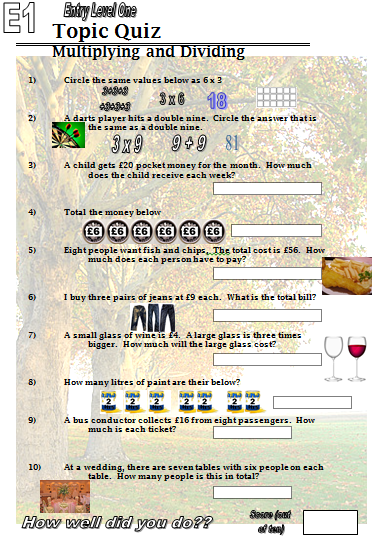 E1
Entry Level One
Topic Quiz
Multiplying and Dividing
1) Circle the same values below as 6 x 3
3+3+3
+3+3+3
3 x 6
18
2) A darts player hits a double nine. Circle the answer that is
the same as a double nine.
3 x 9
9 + 9
81
3) A child gets £20 pocket money for the month. How much
does the child receive each week?
4) Total the money below
£6 £6 £6 £6 £6 £6
5) Eight people want fish and chips. The total cost is £56. How
much does each person have to pay?
6) I buy three pairs of jeans at £9 each. What is the total bill?
7) A small glass of wine is £4. A large glass is three times
bigger. How much will the large glass cost?
8) How many litres of paint are their below?
2 2 2 2 2 2 2
9) A bus conductor collects £16 from eight passengers. How
much is each ticket?
10) At a wedding, there are seven tables with six people on each
table. How many people is this in total?
How well did you do??
Score (out
of ten)